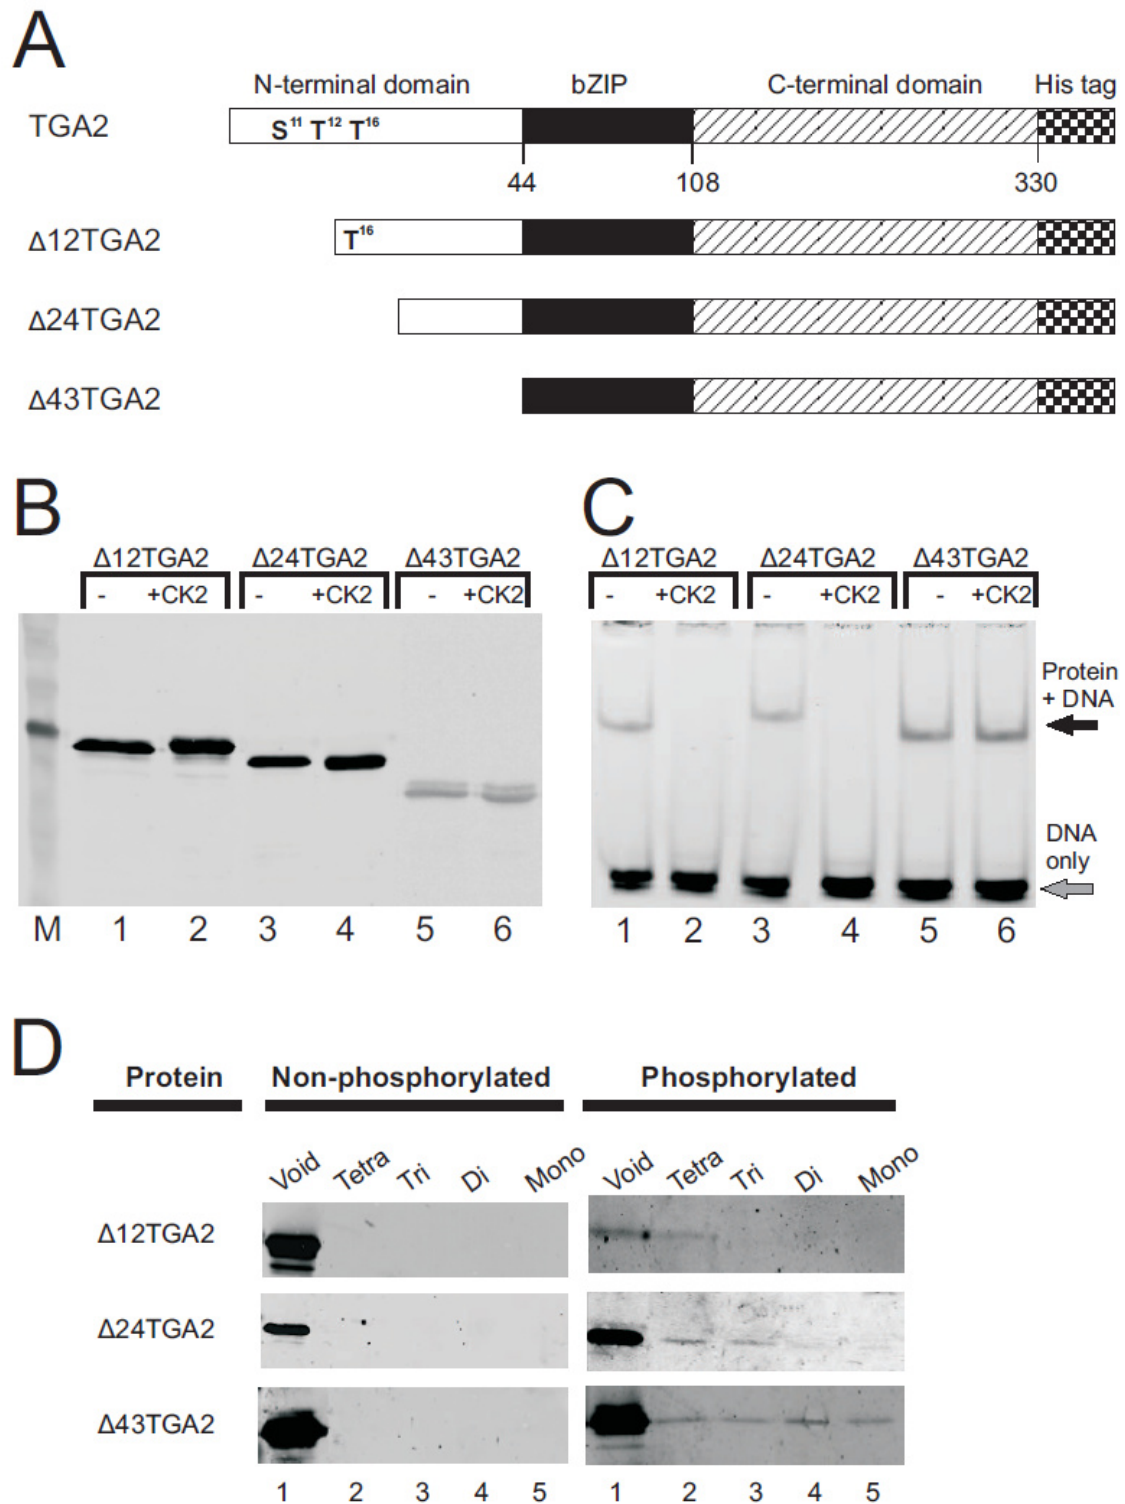 A
N-terminal domain bZIP C-terminal domain His tag
TGA2 S¹¹ T¹² T¹⁶
44 108 330
Δ12TGA2 T¹⁶
Δ24TGA2
Δ43TGA2
B
Δ12TGA2 Δ24TGA2 Δ43TGA2
- +CK2 - +CK2 - +CK2
M 1 2 3 4 5 6
C
Δ12TGA2 Δ24TGA2 Δ43TGA2
- +CK2 - +CK2 - +CK2
Protein
+ DNA
DNA
only
1 2 3 4 5 6
D
Protein Non-phosphorylated Phosphorylated
Void Tetra Tri Di Mono Void Tetra Tri Di Mono
Δ12TGA2
Δ24TGA2
Δ43TGA2
1 2 3 4 5 1 2 3 4 5